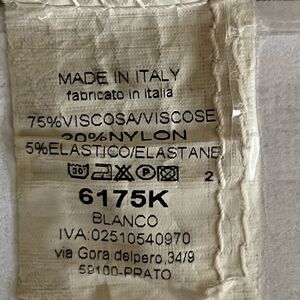 MADE IN ITALY
fabricato in italia
75%VISCOSA/VISCOSE
20%NYLON
5%ELASTICO/ELASTANE
30 P 2
6175K
BLANCO
IVA:02510540970
via Gora delpero,34/9
59100-PRATO